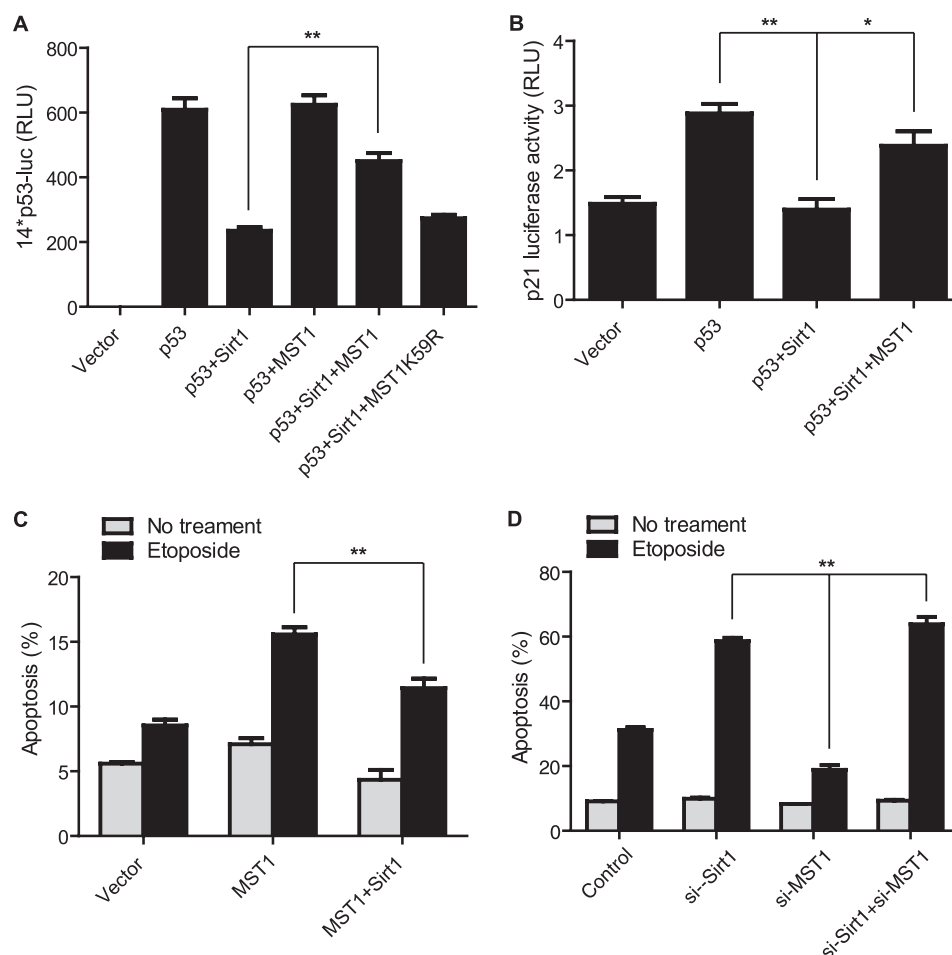 A
14*p53-luc (RLU)
800
600
400
200
0
**
Vector
p53
p53+Sirt1
p53+MST1
p53+Sirt1+MST1
p53+Sirt1+MST1K59R
B
p21 luciferase actvity (RLU)
4
3
2
1
0
**
*
Vector
p53
p53+Sirt1
p53+Sirt1+MST1
C
No treament
Etoposide
Apoptosis (%)
20
15
10
5
0
**
Vector
MST1
MST1+Sirt1
D
No treament
Etoposide
Apoptosis (%)
80
60
40
20
0
**
Control
si--Sirt1
si-MST1
si-Sirt1+si-MST1